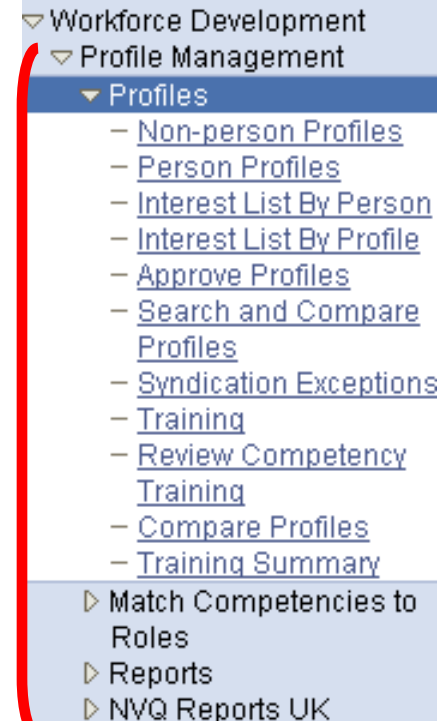 Workforce Development
Profile Management
Profiles
– Non-person Profiles
– Person Profiles
– Interest List By Person
– Interest List By Profile
– Approve Profiles
– Search and Compare
Profiles
– Syndication Exceptions
– Training
– Review Competency
Training
– Compare Profiles
– Training Summary
Match Competencies to
Roles
Reports
NVQ Reports UK